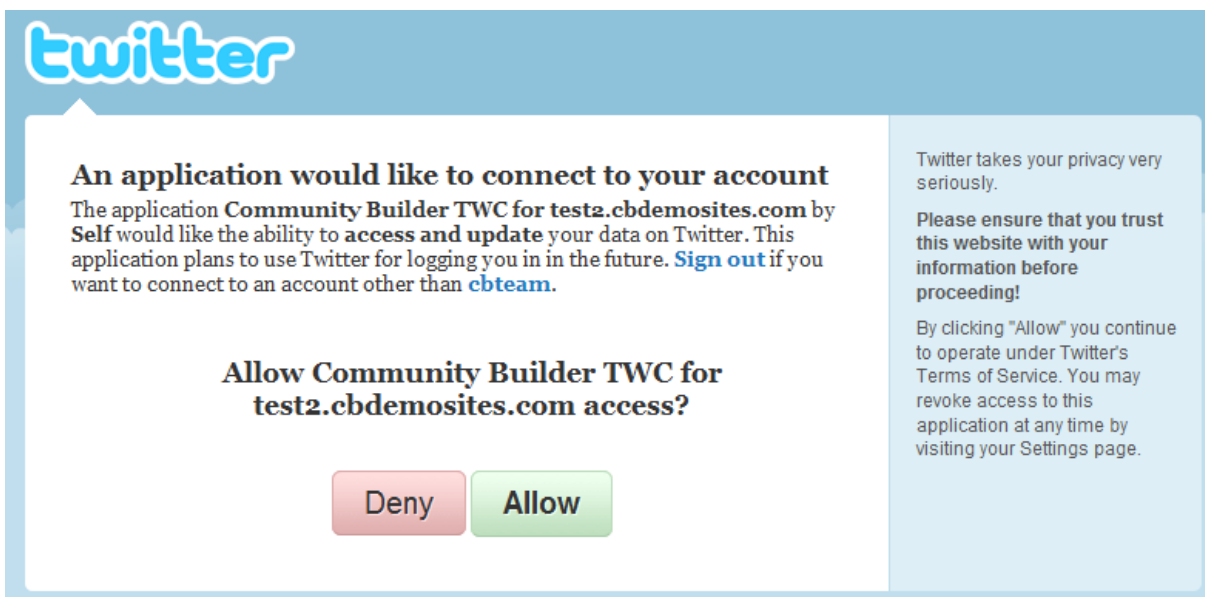 twitter
An application would like to connect to your account
The application Community Builder TWC for test2.cbdemosites.com by
Self would like the ability to access and update your data on Twitter. This
application plans to use Twitter for logging you in in the future. Sign out if you
want to connect to an account other than cbteam.
Allow Community Builder TWC for
test2.cbdemosites.com access?
Deny
Allow
Twitter takes your privacy very
seriously.
Please ensure that you trust
this website with your
information before
proceeding!
By clicking "Allow" you continue
to operate under Twitter's
Terms of Service. You may
revoke access to this
application at any time by
visiting your Settings page.